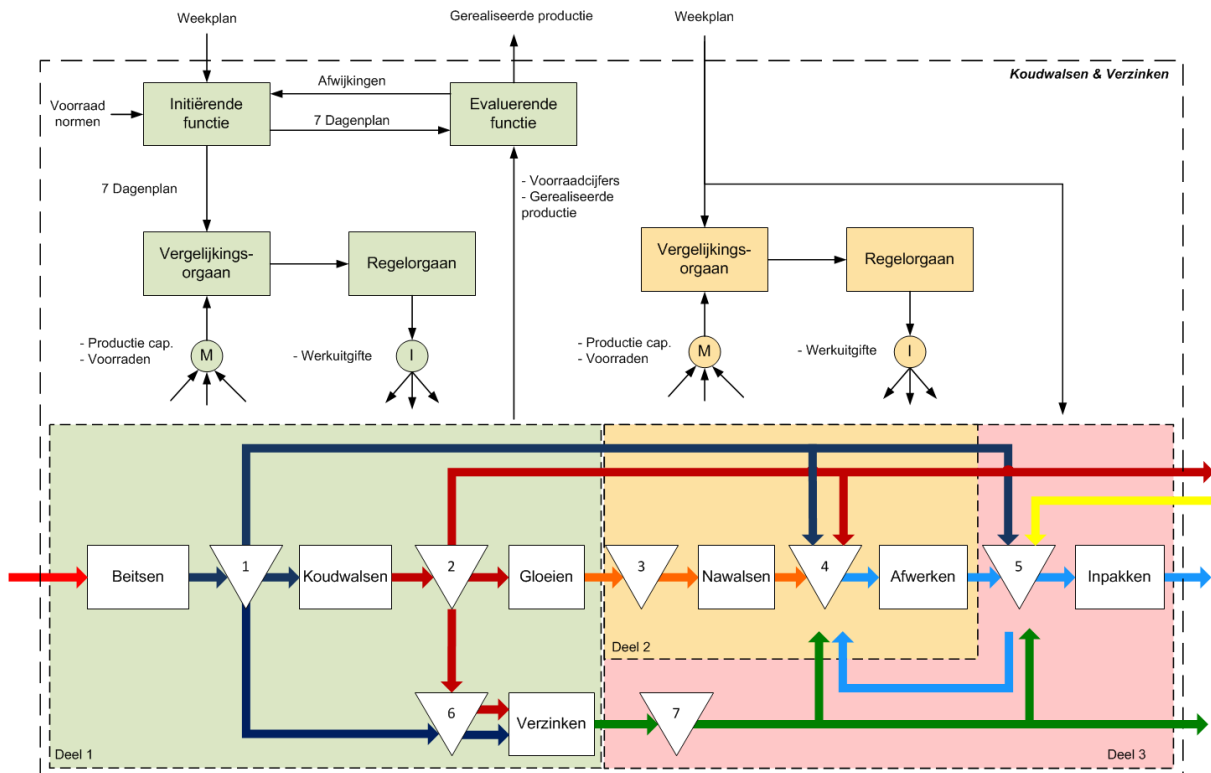 Weekplan
Gerealiseerde productie
Weekplan
Koudwalsen & Verzinken
Voorraad
normen
Initiërende
functie
Afwijkingen
7 Dagenplan
Evaluerende
functie
7 Dagenplan
- Voorraadcijfers
- Gerealiseerde
productie
Vergelijkings-
orgaan
Regelorgaan
Vergelijkings-
orgaan
Regelorgaan
- Productie cap.
- Voorraden
M
- Werkuitgifte
I
- Productie cap.
- Voorraden
M
- Werkuitgifte
I
Beitsen
1
Koudwalsen
2
Gloeien
3
Nawalsen
4
Afwerken
5
Inpakken
Deel 2
6
Verzinken
7
Deel 1
Deel 3